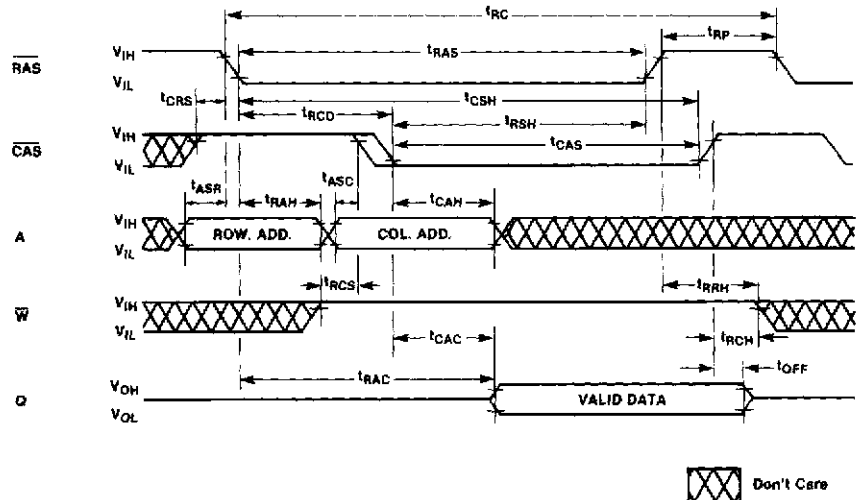 tRC
tRP
RAS
VIH
VIL
tRAS
tCRS
tCSH
tRCD
tRSH
CAS
VIH
VIL
tCAS
tASR
tRAH
tASC
tCAH
A
VIH
VIL
ROW. ADD.
COL. ADD.
tRCS
tRRH
W
VIH
VIL
tCAC
tRCH
tRAC
tOFF
Q
VOH
VOL
VALID DATA
Don't Care